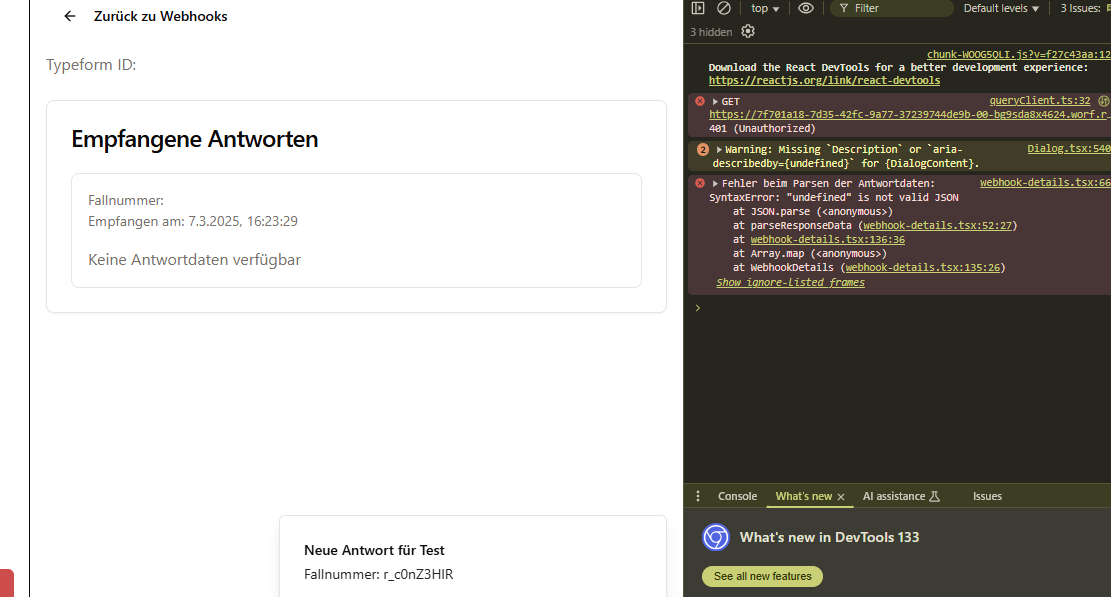 Zurück zu Webhooks
Typeform ID:
Empfangene Antworten
Fallnummer:
Empfangen am: 7.3.2025, 16:23:29
Keine Antwortdaten verfügbar
Neue Antwort für Test
Fallnummer: r_c0nZ3HIR
top
Filter
Default levels
3 Issues:
3 hidden
chunk-WOOG5QLI.js?v=f27c43aa:12
Download the React DevTools for a better development experience:
https://reactjs.org/link/react-devtools
GET queryClient.ts:32
https://7f701a18-7d35-42fc-9a77-37239744de9b-00-bg9sda8x4624.worf.r…
401 (Unauthorized)
2 Warning: Missing `Description` or `aria- Dialog.tsx:540
describedby={undefined}` for {DialogContent}.
Fehler beim Parsen der Antwortdaten: webhook-details.tsx:66
SyntaxError: "undefined" is not valid JSON
at JSON.parse (<anonymous>)
at parseResponseData (webhook-details.tsx:52:27)
at webhook-details.tsx:136:36
at Array.map (<anonymous>)
at WebhookDetails (webhook-details.tsx:135:26)
Show ignore-listed frames
Console
What's new
AI assistance
Issues
What's new in DevTools 133
See all new features